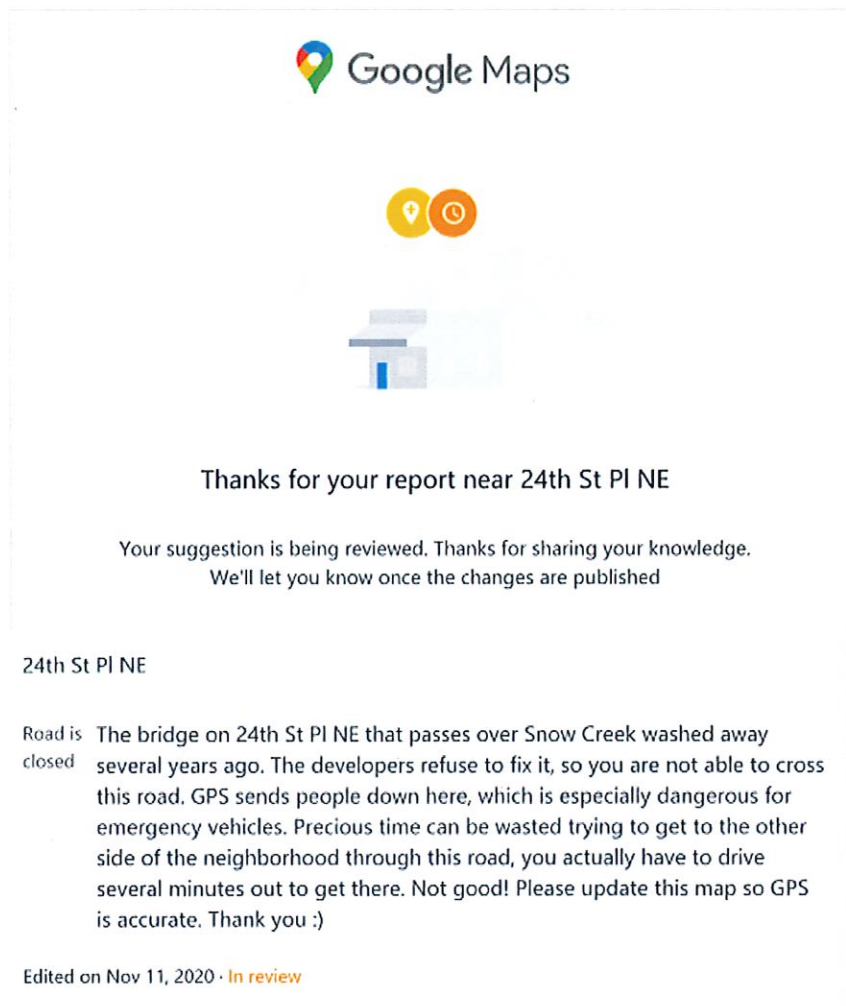 Google Maps
Thanks for your report near 24th St Pl NE
Your suggestion is being reviewed. Thanks for sharing your knowledge.
We'll let you know once the changes are published
24th St Pl NE
Road is
closed
The bridge on 24th St Pl NE that passes over Snow Creek washed away
several years ago. The developers refuse to fix it, so you are not able to cross
this road. GPS sends people down here, which is especially dangerous for
emergency vehicles. Precious time can be wasted trying to get to the other
side of the neighborhood through this road, you actually have to drive
several minutes out to get there. Not good! Please update this map so GPS
is accurate. Thank you :)
Edited on Nov 11, 2020 · In review